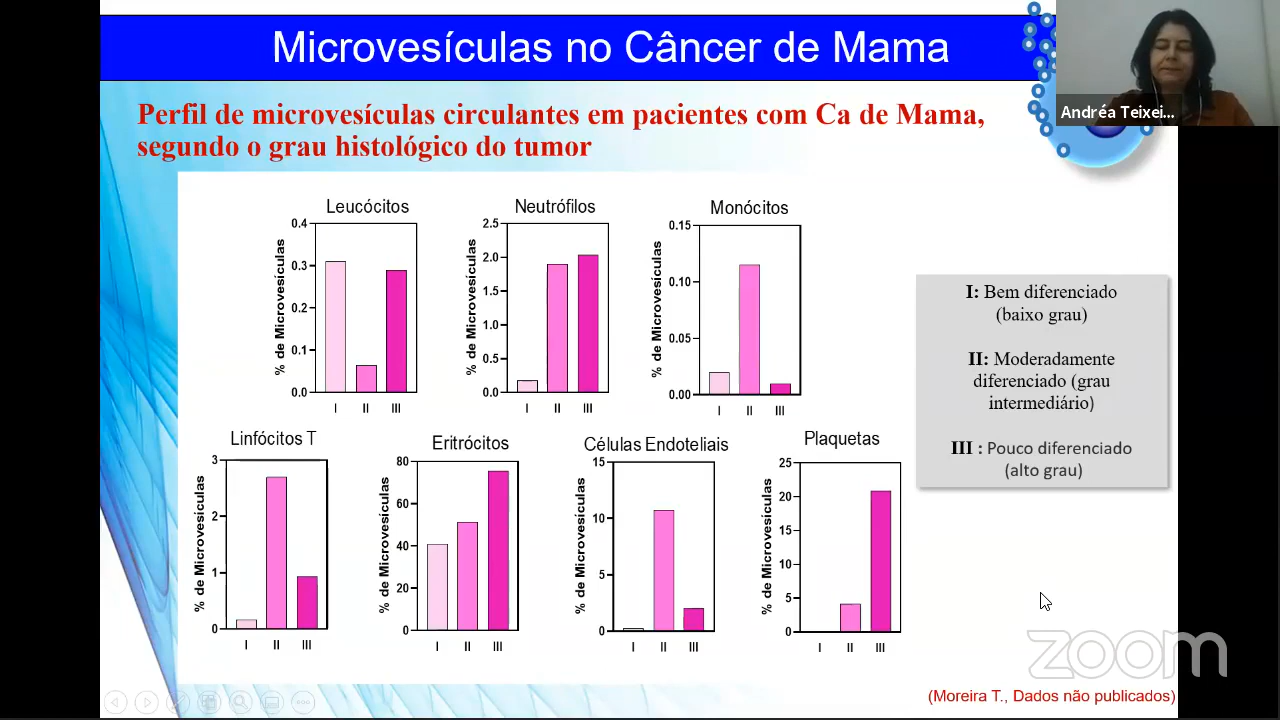 Microvesículas no Câncer de Mama
Andréa Teixei...
Perfil de microvesículas circulantes em pacientes com Ca de Mama,
segundo o grau histológico do tumor
Leucócitos
% de Microvesículas
0.4
0.3
0.2
0.1
0.0
I II III
Neutrófilos
% de Microvesículas
2.5
2.0
1.5
1.0
0.5
0.0
I II III
Monócitos
% de Microvesículas
0.15
0.10
0.05
0.00
I II III
I: Bem diferenciado
(baixo grau)
II: Moderadamente
diferenciado (grau
intermediário)
III : Pouco diferenciado
(alto grau)
Linfócitos T
% de Microvesículas
3
2
1
0
I II III
Eritrócitos
% de Microvesículas
80
60
40
20
0
I II III
Células Endoteliais
% de Microvesículas
15
10
5
0
I II III
Plaquetas
% de Microvesículas
25
20
15
10
5
0
I II III
zoom
(Moreira T., Dados não publicados)